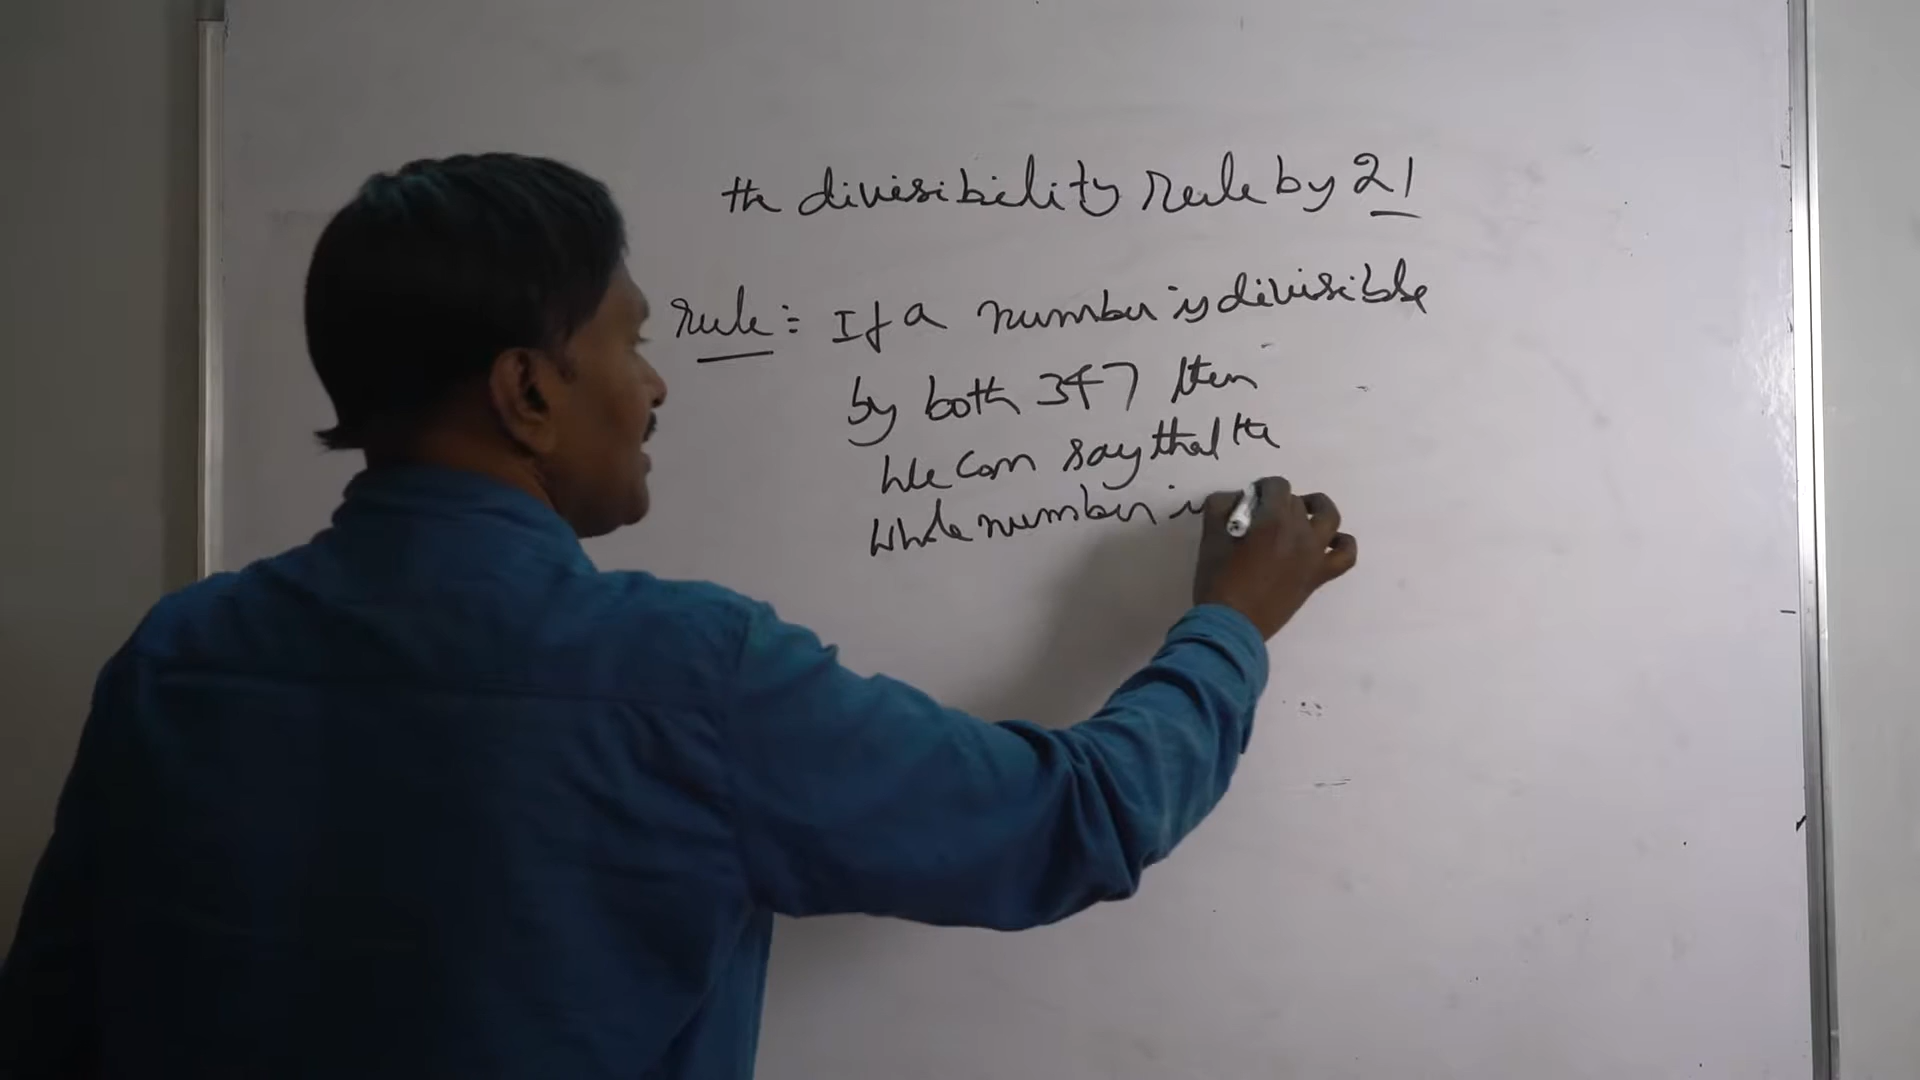 the divisibility rule by 21
rule : If a number is divisible
by both 3 & 7 then
We can say that the
Whole number is